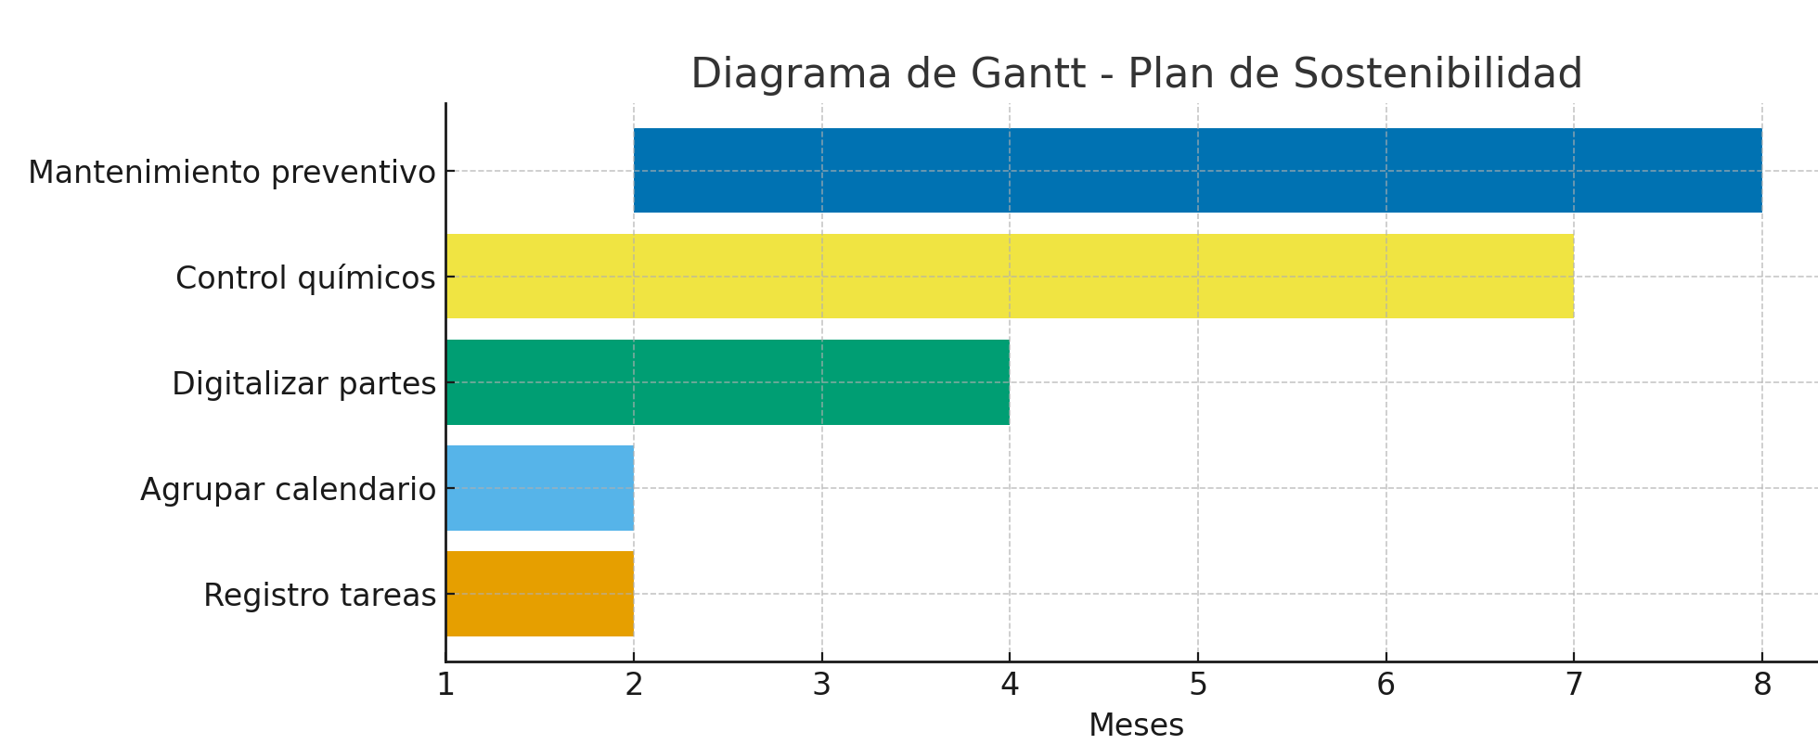 Diagrama de Gantt - Plan de Sostenibilidad
Mantenimiento preventivo
Control químicos
Digitalizar partes
Agrupar calendario
Registro tareas
1 2 3 4 5 6 7 8
Meses